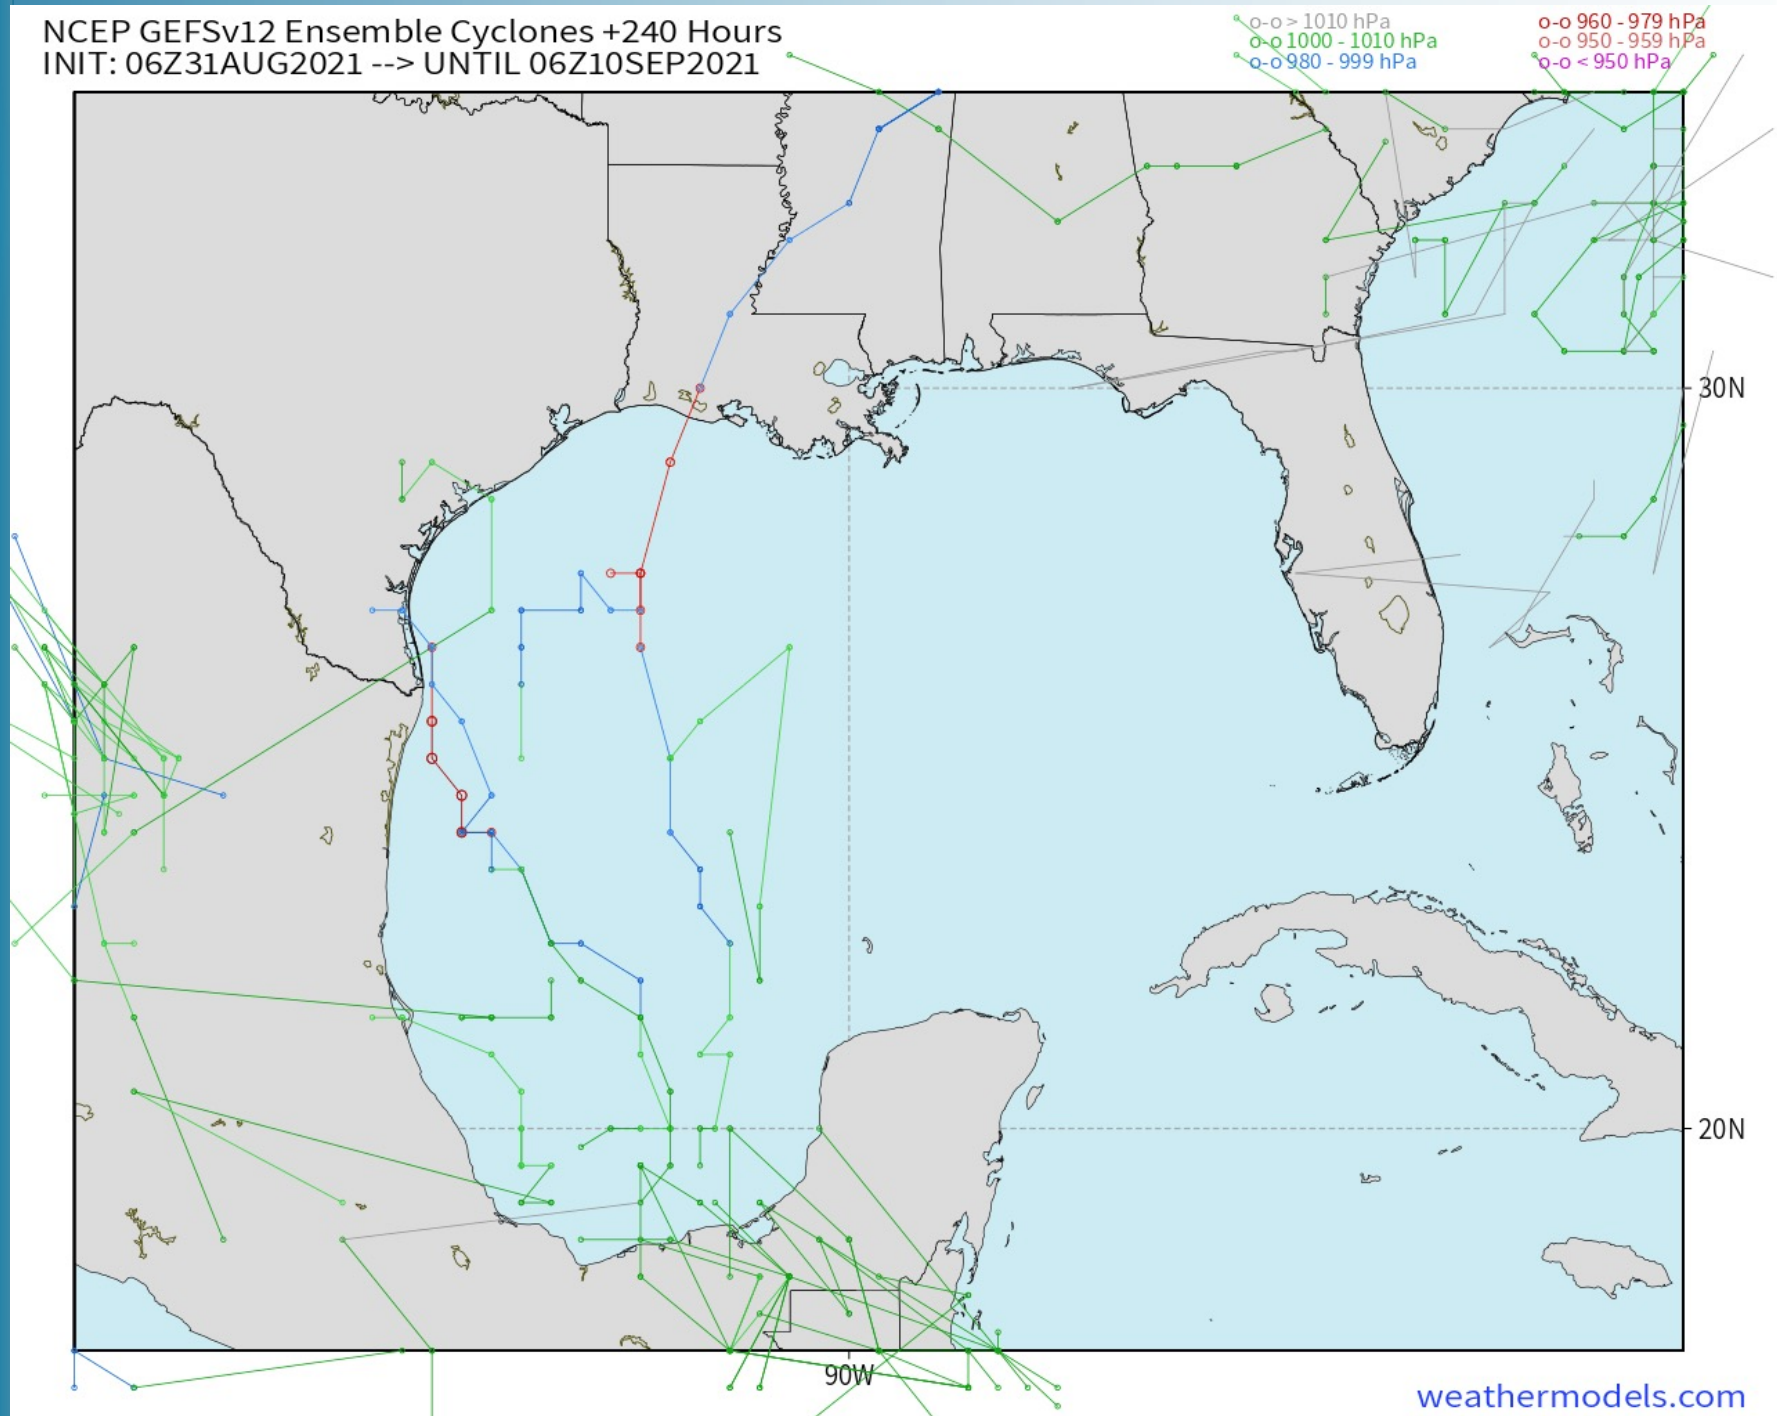 NCEP GEFSv12 Ensemble Cyclones +240 Hours
INIT: 06Z31AUG2021 --> UNTIL 06Z10SEP2021
o-o > 1010 hPa
o-o 1000 - 1010 hPa
o-o 980 - 999 hPa
o-o 960 - 979 hPa
o-o 950 - 959 hPa
o-o < 950 hPa
30N
20N
90W
weathermodels.com